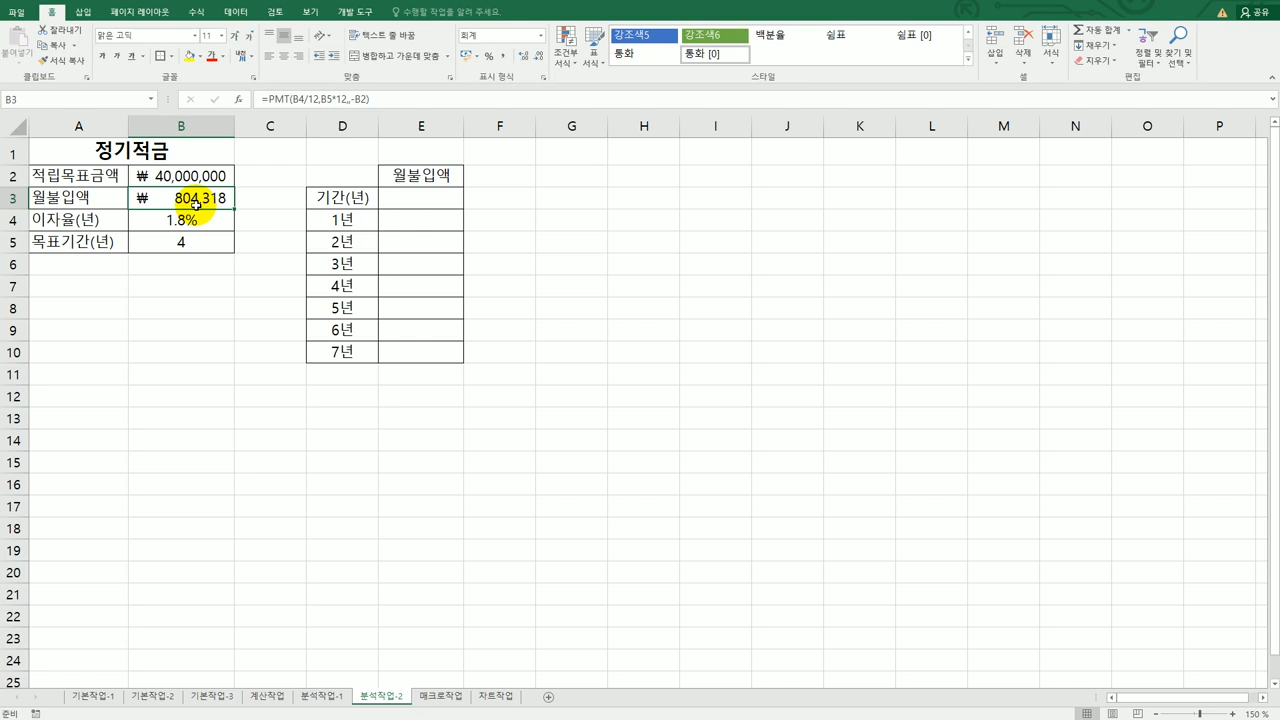 파일 홈 삽입 페이지 레이아웃 수식 데이터 검토 보기 개발 도구 수행할 작업을 알려 주세요. 공유
붙여넣기 잘라내기 복사 서식 복사 클립보드
맑은 고딕 11 가 가 가 가 가 가 글꼴
텍스트 줄 바꿈 병합하고 가운데 맞춤 맞춤
회계 % , 표시 형식
조건부 서식 표 서식
강조색5 강조색6 백분율 쉼표 쉼표 [0]
통화 통화 [0]
스타일
삽입 삭제 서식 셀
자동 합계 채우기 지우기 정렬 및 필터 찾기 및 선택 편집
B3 fx =PMT(B4/12,B5*12,,-B2)
A B C D E F G H I J K L M N O P
1 정기적금
2 적립목표금액 ₩ 40,000,000 월불입액
3 월불입액 ₩ 804,318 기간(년)
4 이자율(년) 1.8% 1년
5 목표기간(년) 4 2년
6 3년
7 4년
8 5년
9 6년
10 7년
11
12
13
14
15
16
17
18
19
20
21
22
23
24
25
기본작업-1 기본작업-2 기본작업-3 계산작업 분석작업-1 분석작업-2 매크로작업 차트작업
준비 150 %